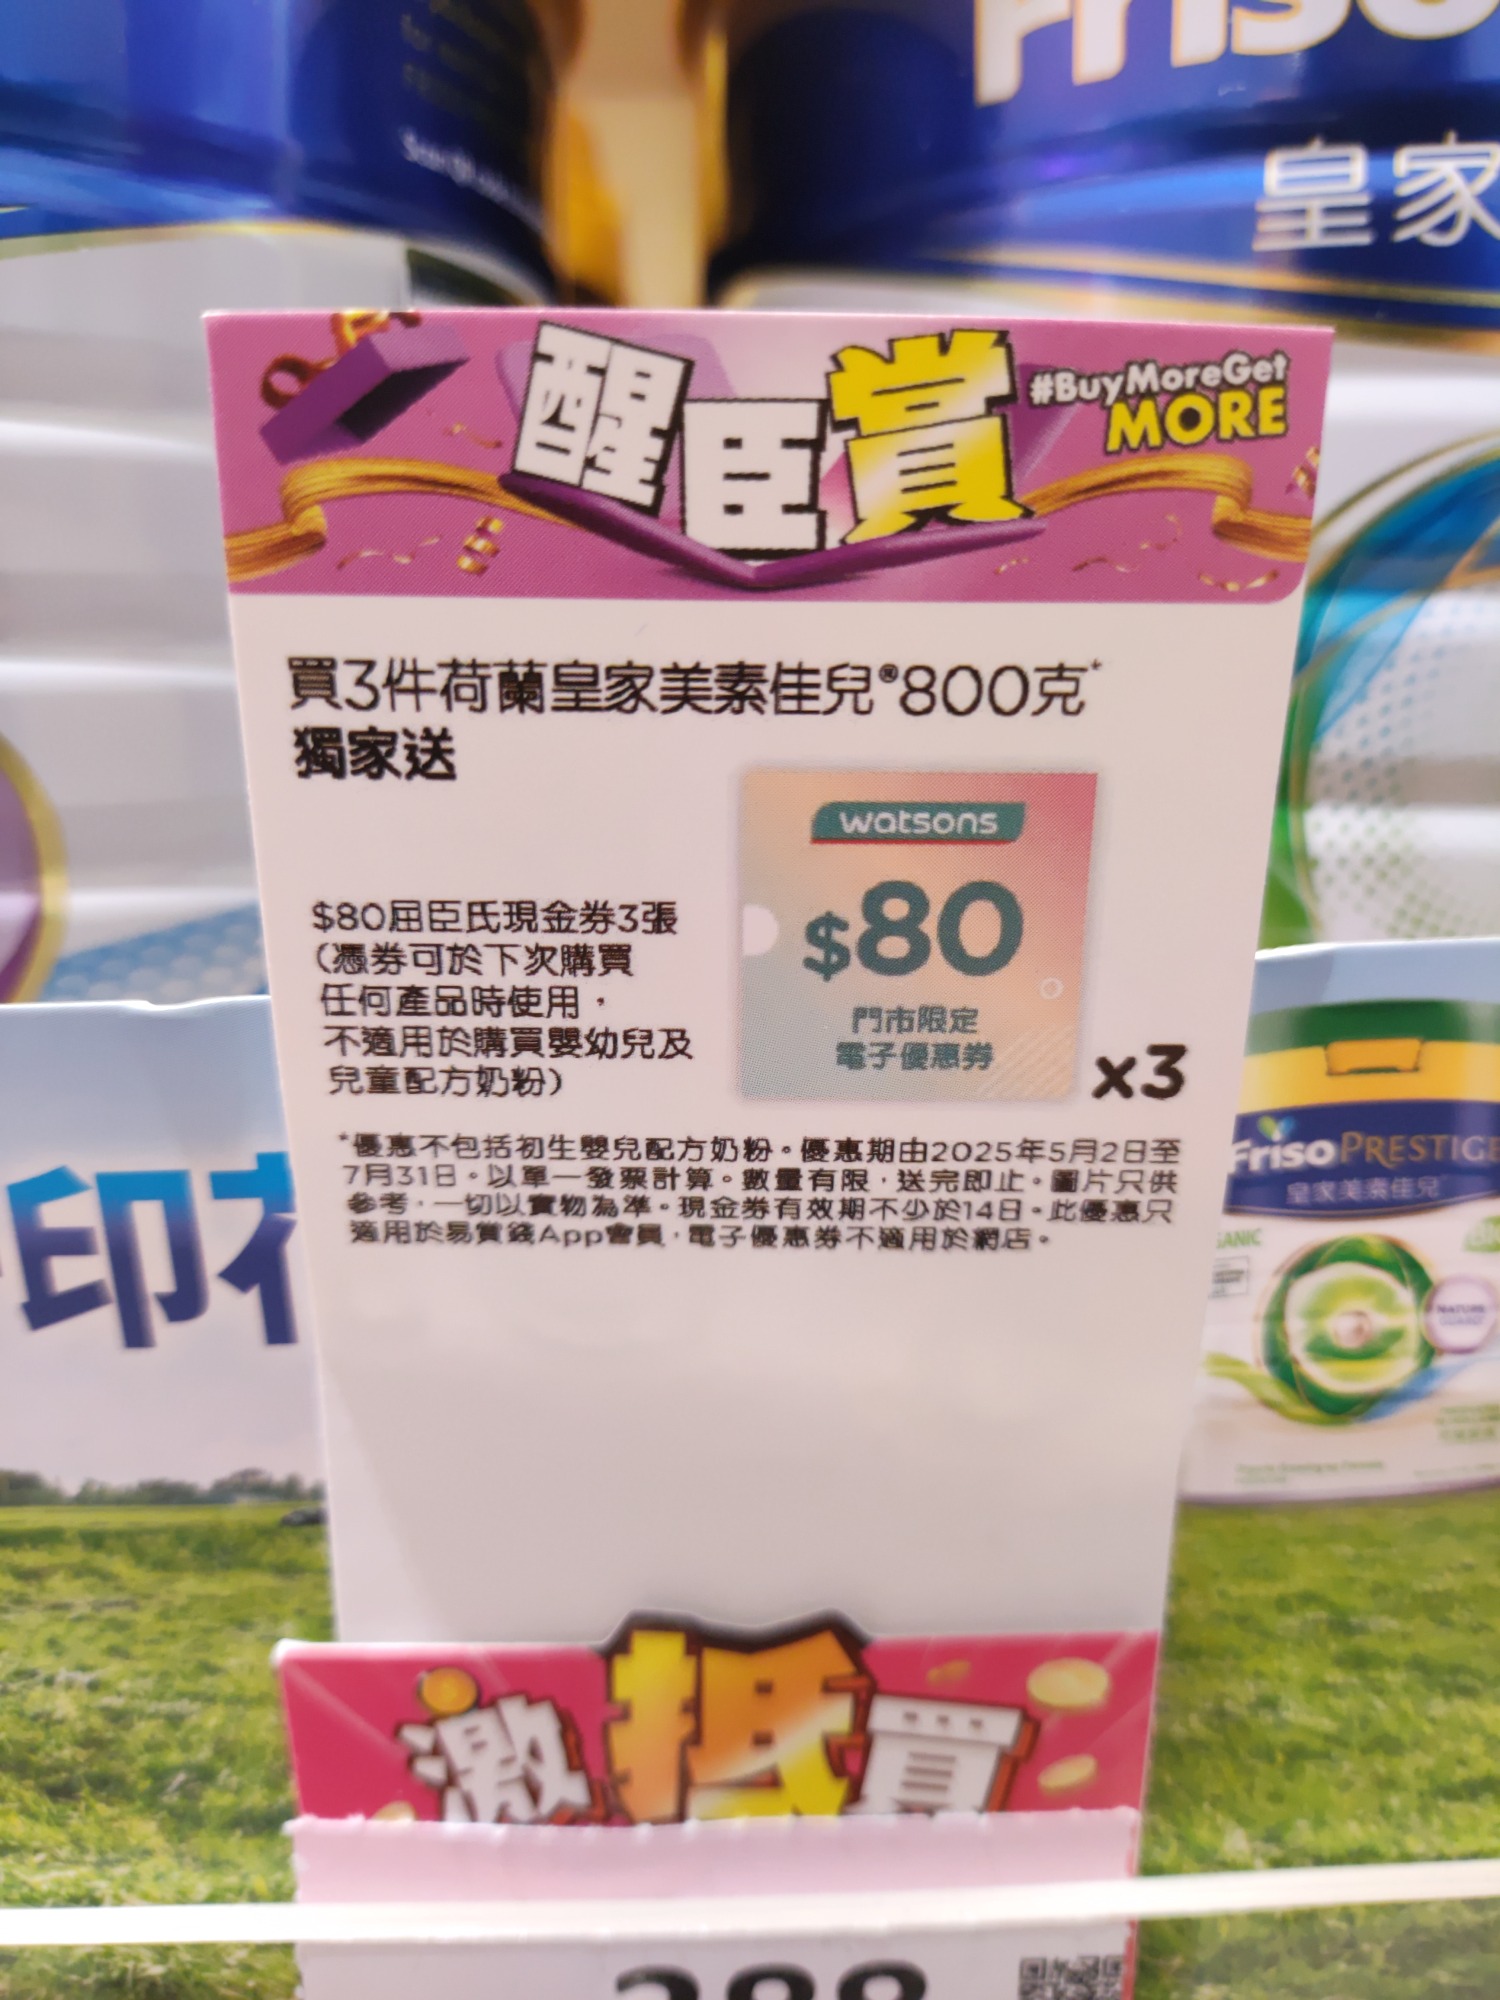 Friso
皇家
醒臣賞
#BuyMoreGet
MORE
買3件荷蘭皇家美素佳兒®800克*
獨家送
watsons
$80
門市限定
電子優惠券
x3
$80屈臣氏現金券3張
(憑券可於下次購買
任何產品時使用，
不適用於購買嬰幼兒及
兒童配方奶粉)
*優惠不包括初生嬰兒配方奶粉。優惠期由2025年5月2日至
7月31日。以單一發票計算。數量有限，送完即止。圖片只供
參考，一切以實物為準。現金券有效期不少於14日。此優惠只
適用於易賞錢App會員，電子優惠券不適用於網店。
印
Friso PRESTIGE
皇家美素佳兒
NATURE
激抵買